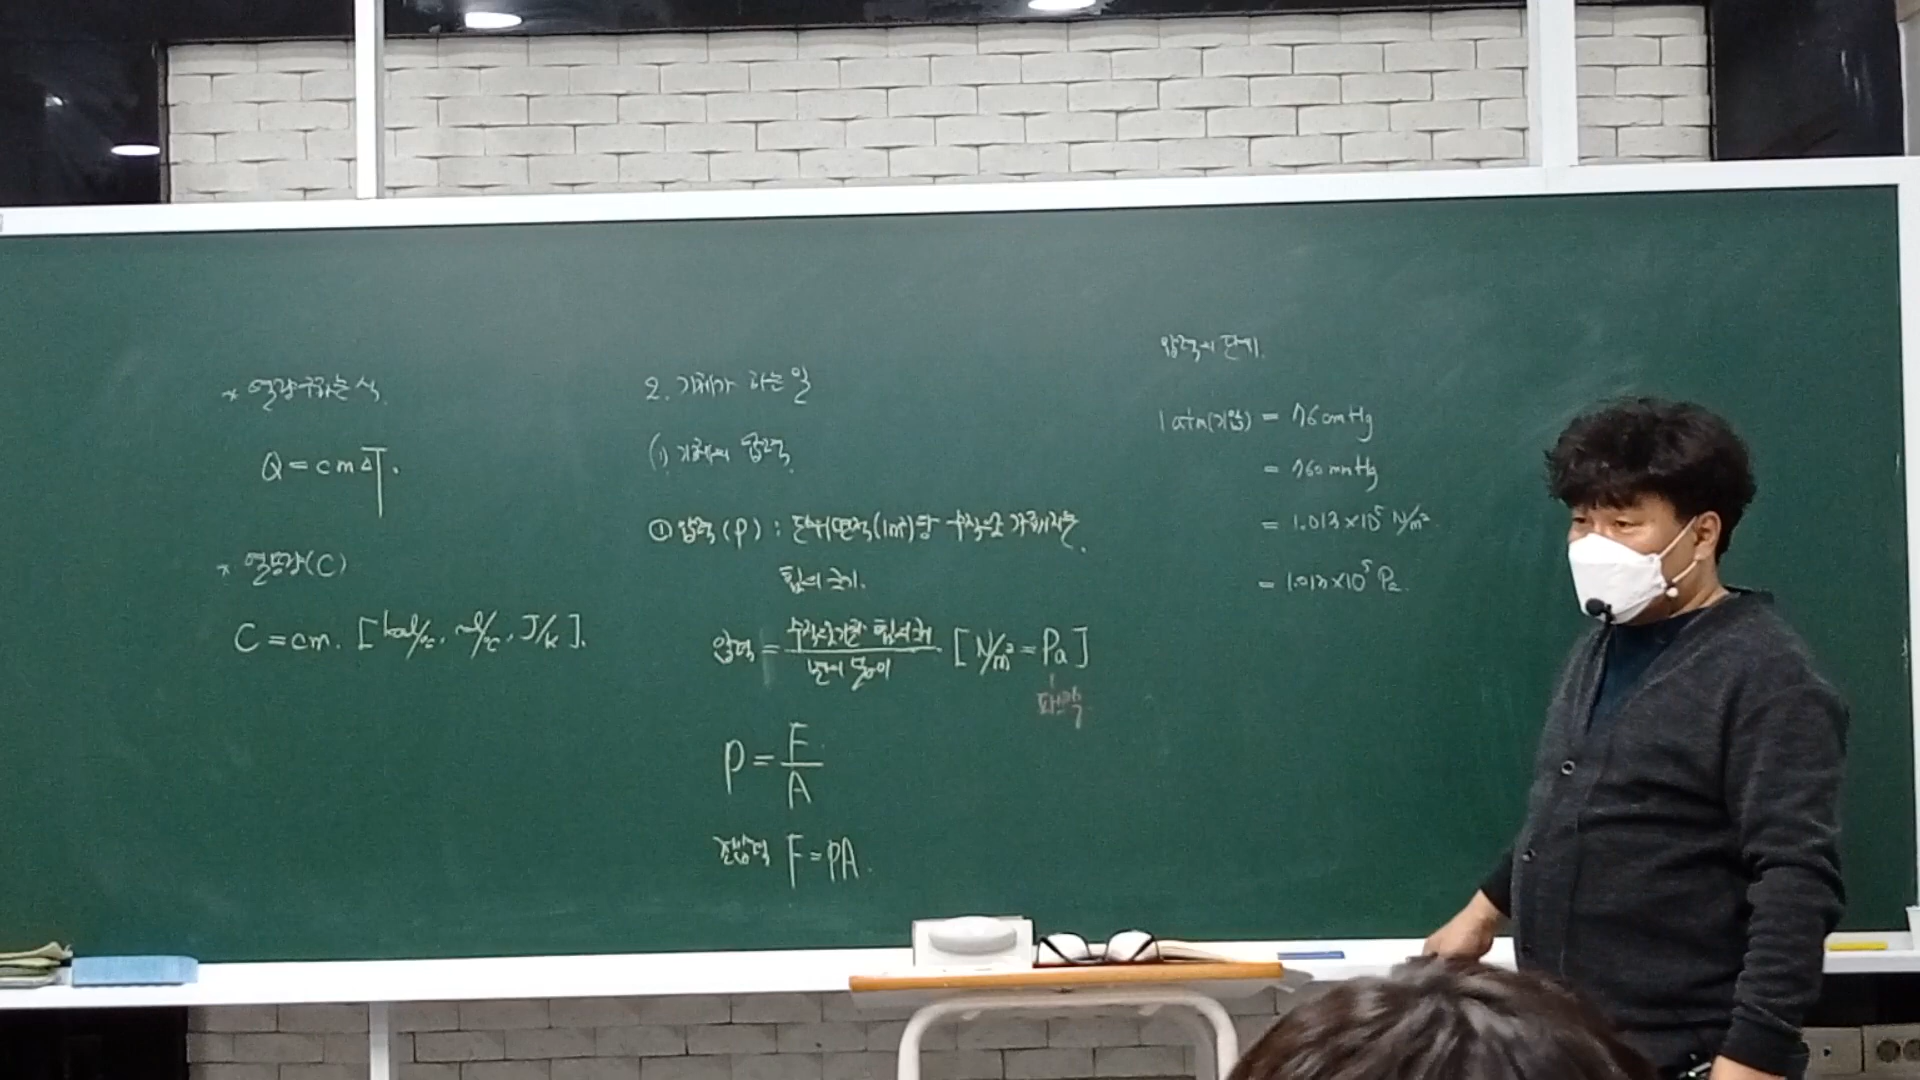 * 열량구하는 식.
Q = cm△T.
* 열용량(C)
C = cm. [kcal/℃, cal/℃, J/K].
2. 기체가 하는 일
(1) 기체의 압력.
① 압력(P) : 단위면적(1m²)당 수직으로 가해지는.
힘의 크기.
압력 = 수직으로 가한 힘의 크기 / 면의 넓이 [N/m² = Pa]
파스칼
P = F/A
전압력 F = PA.
압력의 단위.
1 atm(기압) = 76 cmHg
= 760 mmHg
= 1.013 × 10⁵ N/m².
= 1.013 × 10⁵ Pa.